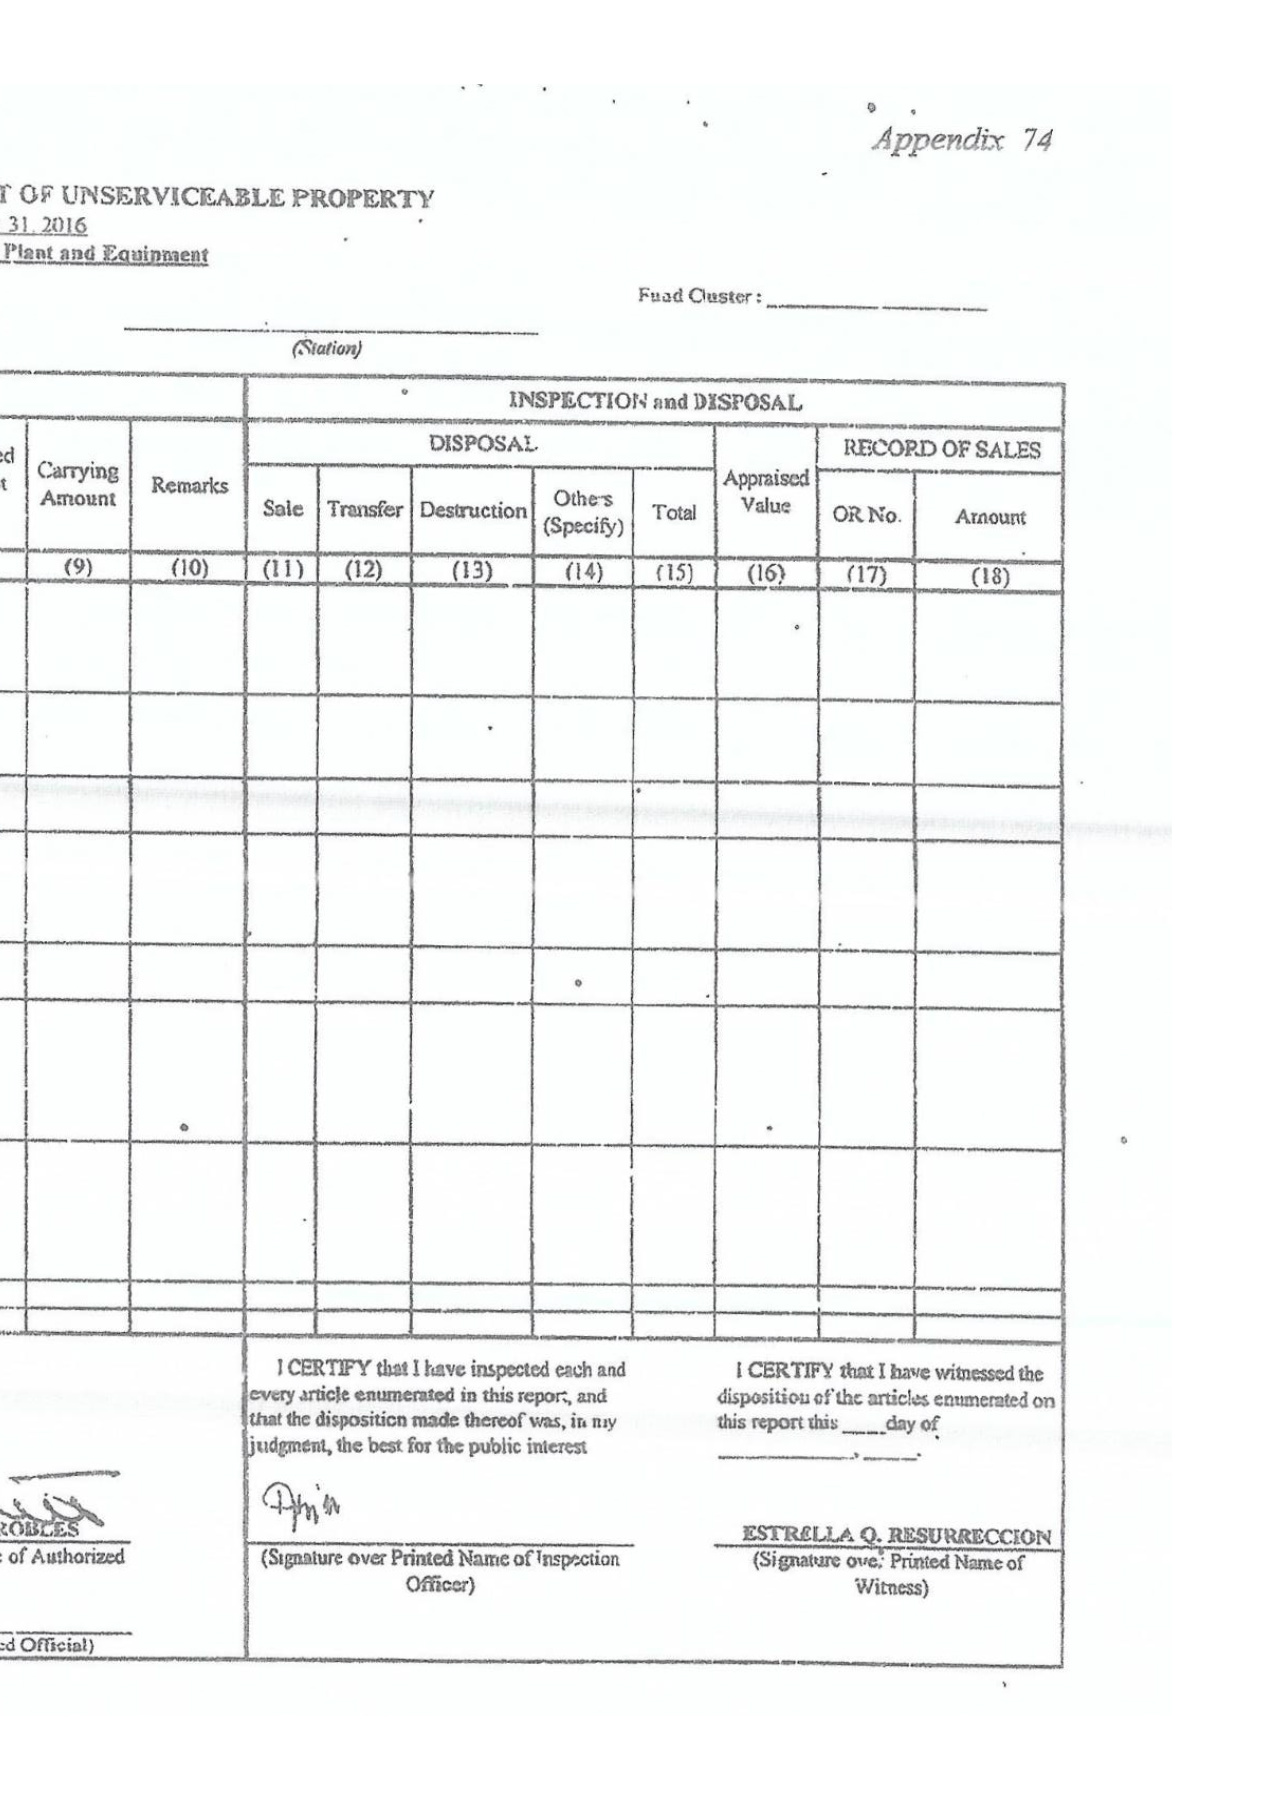 Appendix 74
T OF UNSERVICEABLE PROPERTY
31, 2016
Plant and Equipment
Fund Cluster :
(Station)
INSPECTION and DISPOSAL
DISPOSAL
RECORD OF SALES
ed
t
Carrying
Amount
Remarks
Sale
Transfer
Destruction
Others
(Specify)
Total
Appraised
Value
OR No.
Amount
(9) (10) (11) (12) (13) (14) (15) (16) (17) (18)
I CERTIFY that I have inspected each and
every article enumerated in this report, and
that the disposition made thereof was, in my
judgment, the best for the public interest
I CERTIFY that I have witnessed the
disposition of the articles enumerated on
this report this ____ day of
ROBLES
of Authorized
ed Official)
(Signature over Printed Name of Inspection
Officer)
ESTRELLA Q. RESURRECCION
(Signature over Printed Name of
Witness)